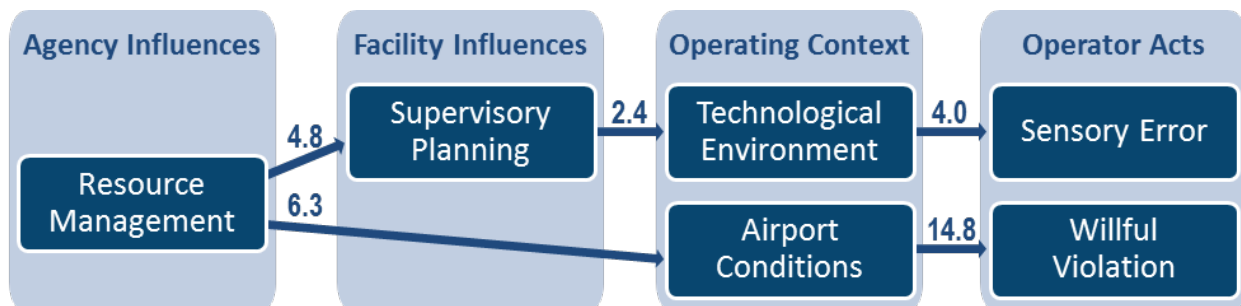 Agency Influences
Facility Influences
Operating Context
Operator Acts
Resource
Management
4.8
6.3
Supervisory
Planning
2.4
Technological
Environment
4.0
Sensory Error
Airport
Conditions
14.8
Willful
Violation